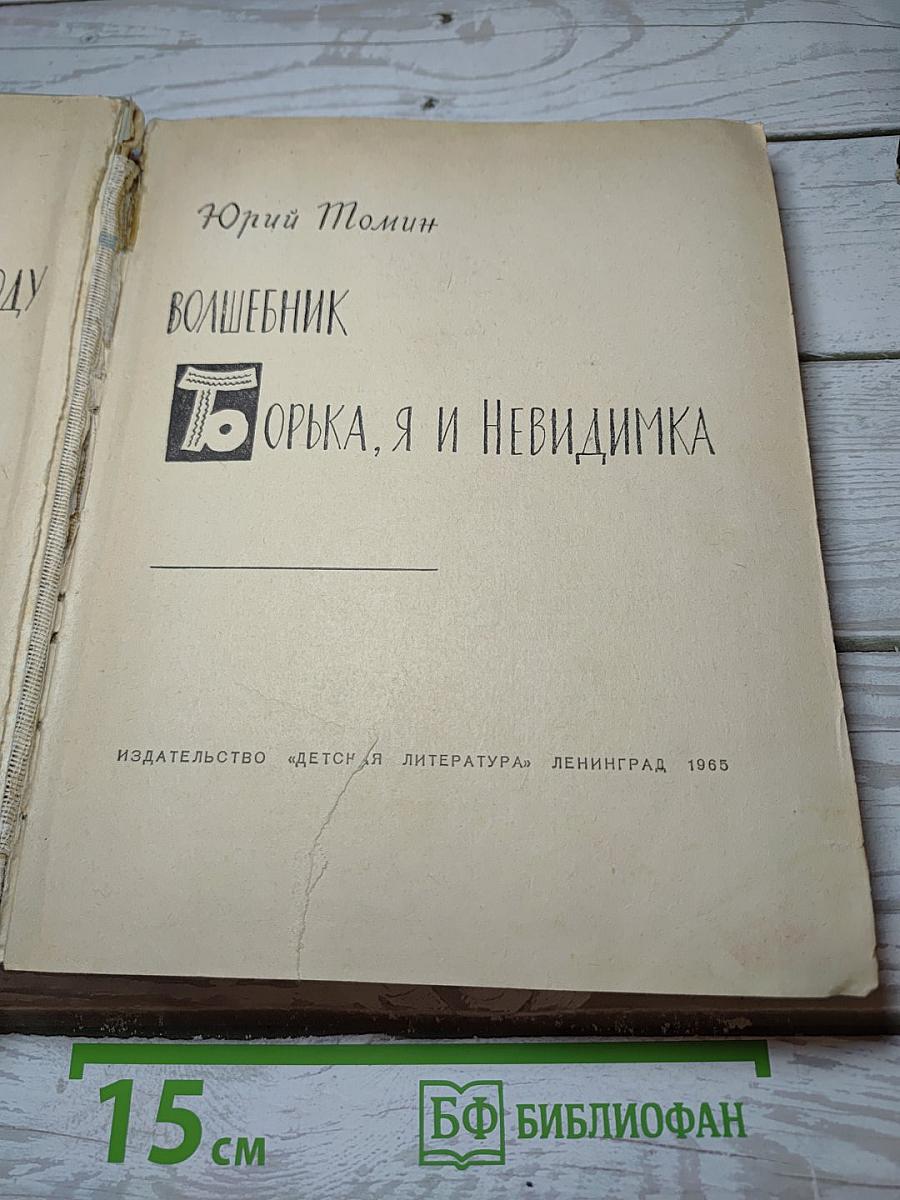 Юрий Томин
ВОЛШЕБНИК
БОРЬКА, Я И НЕВИДИМКА
ИЗДАТЕЛЬСТВО «ДЕТСКАЯ ЛИТЕРАТУРА» ЛЕНИНГРАД 1965
15 см
БФ БИБЛИОФАН